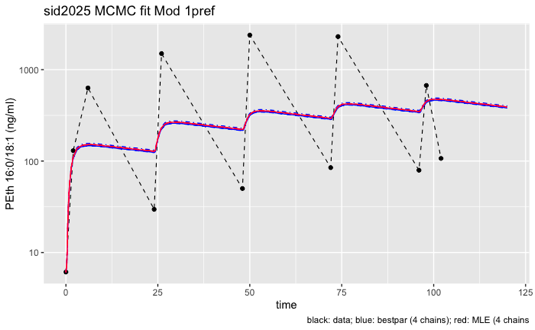 sid2025 MCMC fit Mod 1pref
1000
100
10
PEth 16:0/18:1 (ng/ml)
0
25
50
75
100
125
time
black: data; blue: bestpar (4 chains); red: MLE (4 chains